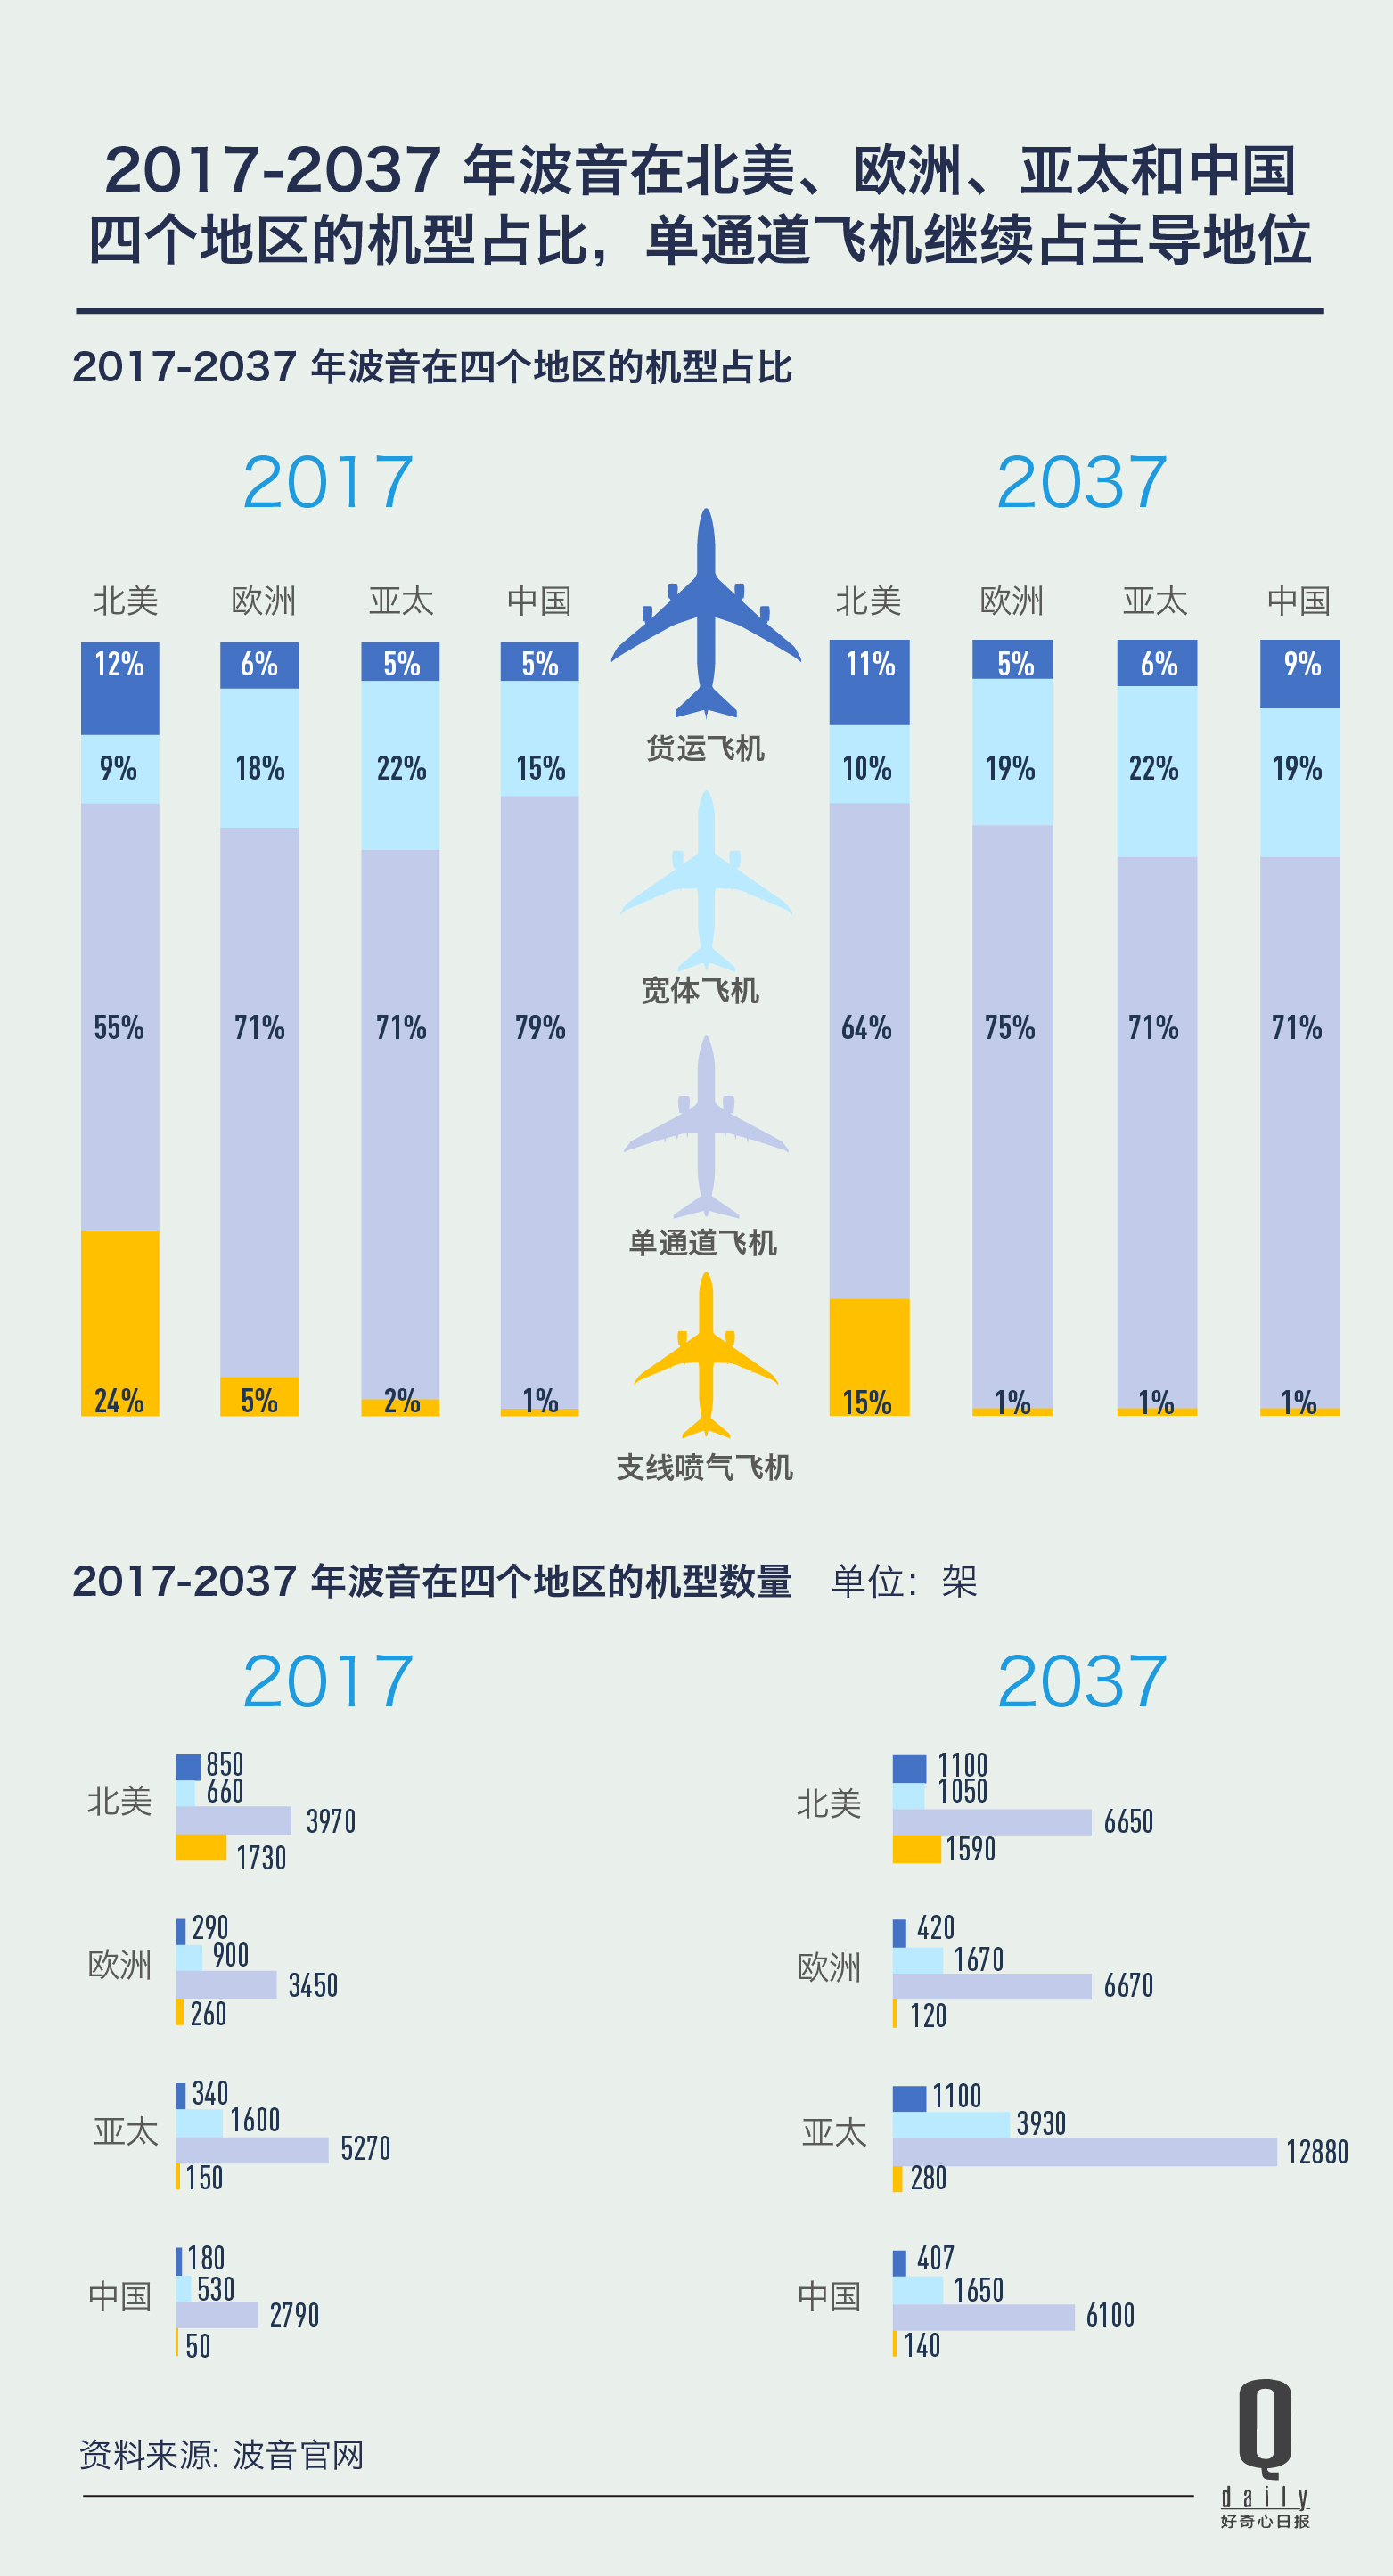 2017-2037 年波音在北美、欧洲、亚太和中国
四个地区的机型占比，单通道飞机继续占主导地位
2017-2037 年波音在四个地区的机型占比
2017
2037
北美 欧洲 亚太 中国
北美 欧洲 亚太 中国
12% 6% 5% 5%
11% 5% 6% 9%
货运飞机
9% 18% 22% 15%
10% 19% 22% 19%
宽体飞机
55% 71% 71% 79%
64% 75% 71% 71%
单通道飞机
24% 5% 2% 1%
15% 1% 1% 1%
支线喷气飞机
2017-2037 年波音在四个地区的机型数量 单位：架
2017
北美
850
660
3970
1730
欧洲
290
900
3450
260
亚太
340
1600
5270
150
中国
180
530
2790
50
2037
北美
1100
1050
6650
1590
欧洲
420
1670
6670
120
亚太
1100
3930
12880
280
中国
407
1650
6100
140
资料来源: 波音官网
Q
daily
好奇心日报